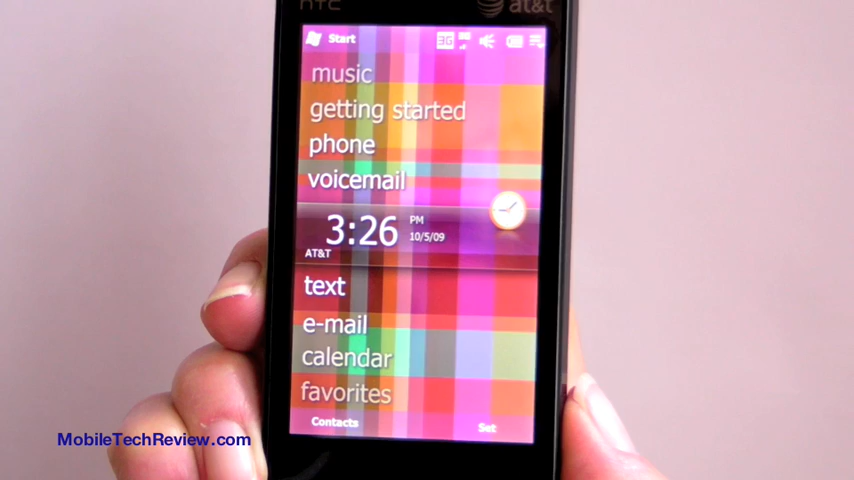 hTC
at&t
Start
3G
music
getting started
phone
voicemail
3:26
PM
10/5/09
AT&T
text
e-mail
calendar
favorites
Contacts
Set
MobileTechReview.com